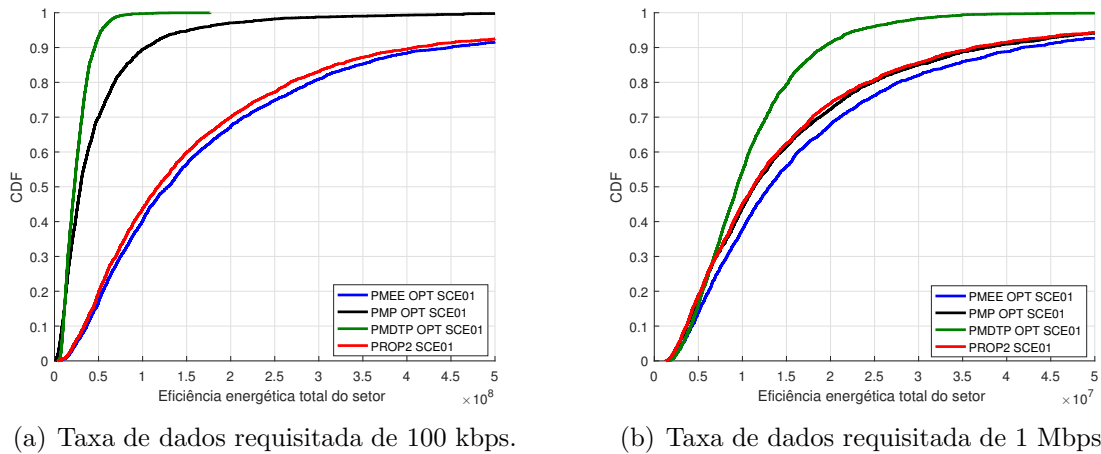 1
0.9
0.8
0.7
0.6
0.5
0.4
0.3
0.2
0.1
0
CDF
0 0.5 1 1.5 2 2.5 3 3.5 4 4.5 5
Eficiência energética total do setor
×10^8
PMEE OPT SCE01
PMP OPT SCE01
PMDTP OPT SCE01
PROP2 SCE01
(a) Taxa de dados requisitada de 100 kbps.
1
0.9
0.8
0.7
0.6
0.5
0.4
0.3
0.2
0.1
0
CDF
0 0.5 1 1.5 2 2.5 3 3.5 4 4.5 5
Eficiência energética total do setor
×10^7
PMEE OPT SCE01
PMP OPT SCE01
PMDTP OPT SCE01
PROP2 SCE01
(b) Taxa de dados requisitada de 1 Mbps